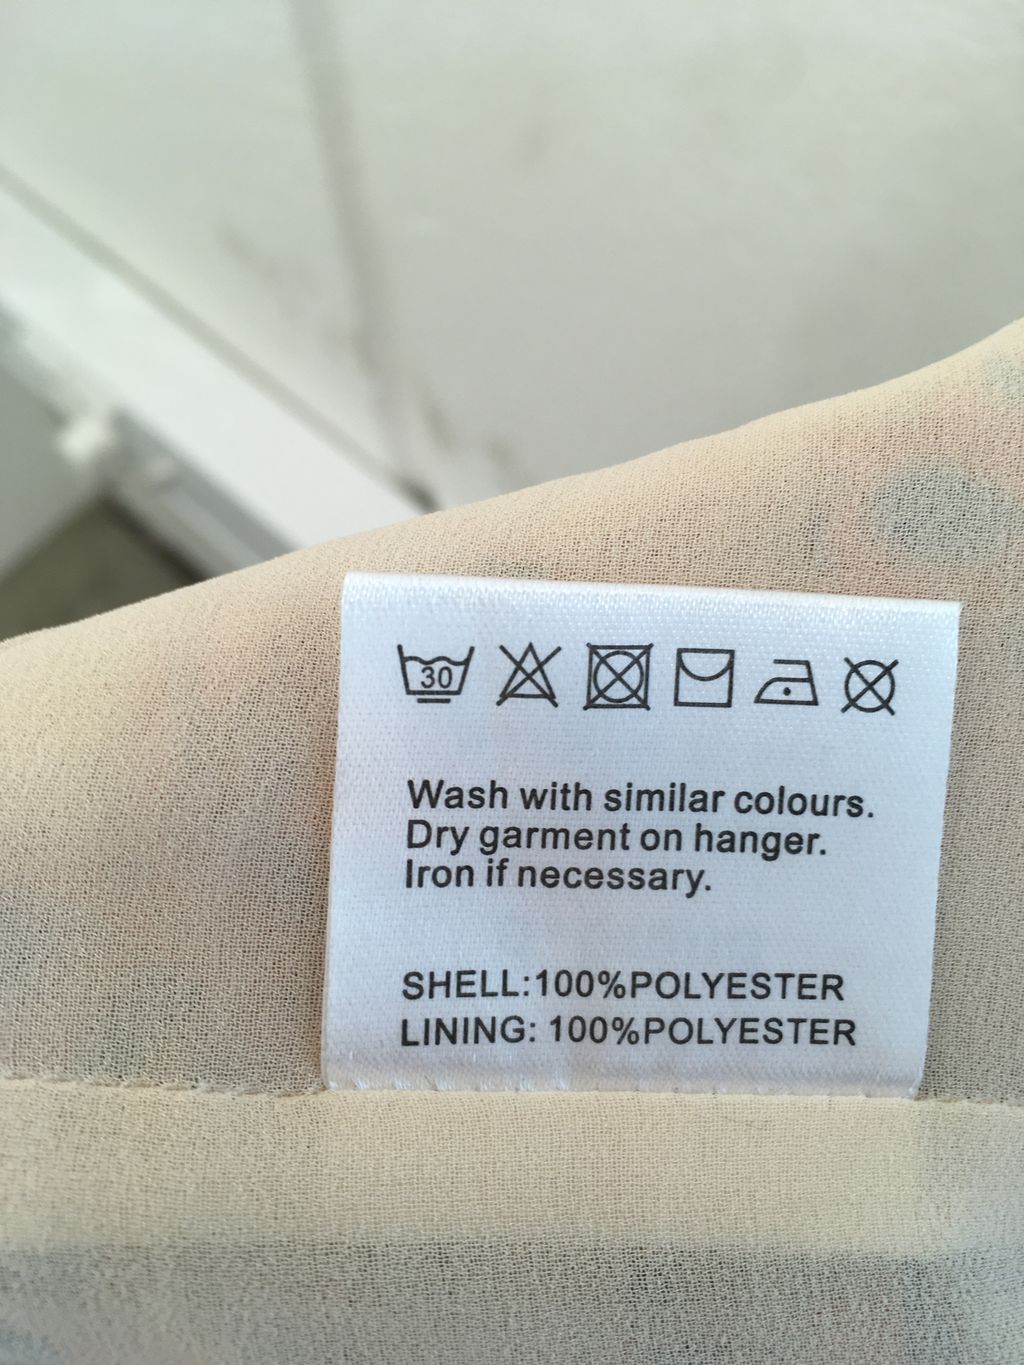 30
Wash with similar colours.
Dry garment on hanger.
Iron if necessary.
SHELL:100%POLYESTER
LINING: 100%POLYESTER